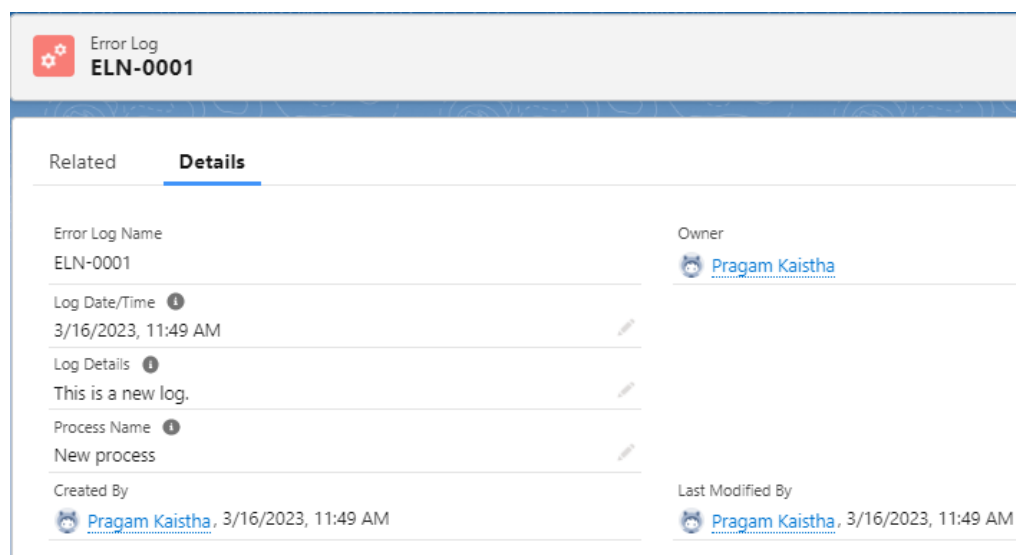 Error Log
ELN-0001
Related Details
Error Log Name
ELN-0001
Owner
Pragam Kaistha
Log Date/Time
3/16/2023, 11:49 AM
Log Details
This is a new log.
Process Name
New process
Created By
Pragam Kaistha, 3/16/2023, 11:49 AM
Last Modified By
Pragam Kaistha, 3/16/2023, 11:49 AM